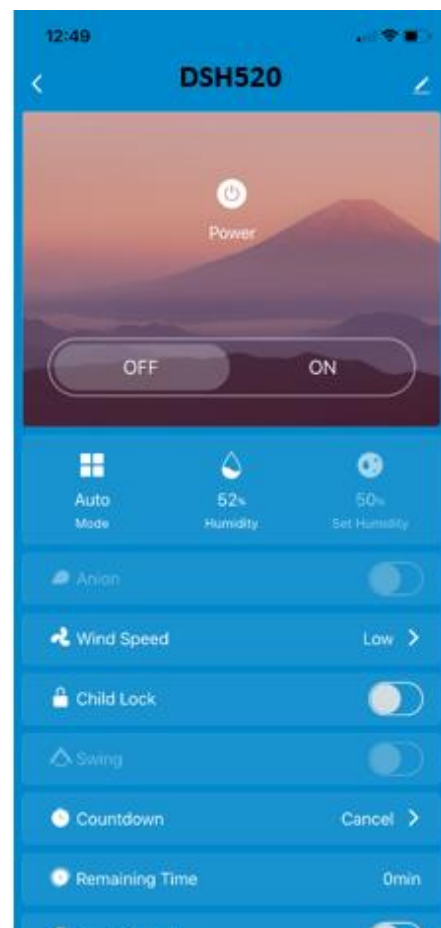 12:49
DSH520
Power
OFF ON
Auto 52% 50%
Mode Humidity Set Humidity
Anion
Wind Speed Low
Child Lock
Swing
Countdown Cancel
Remaining Time 0min